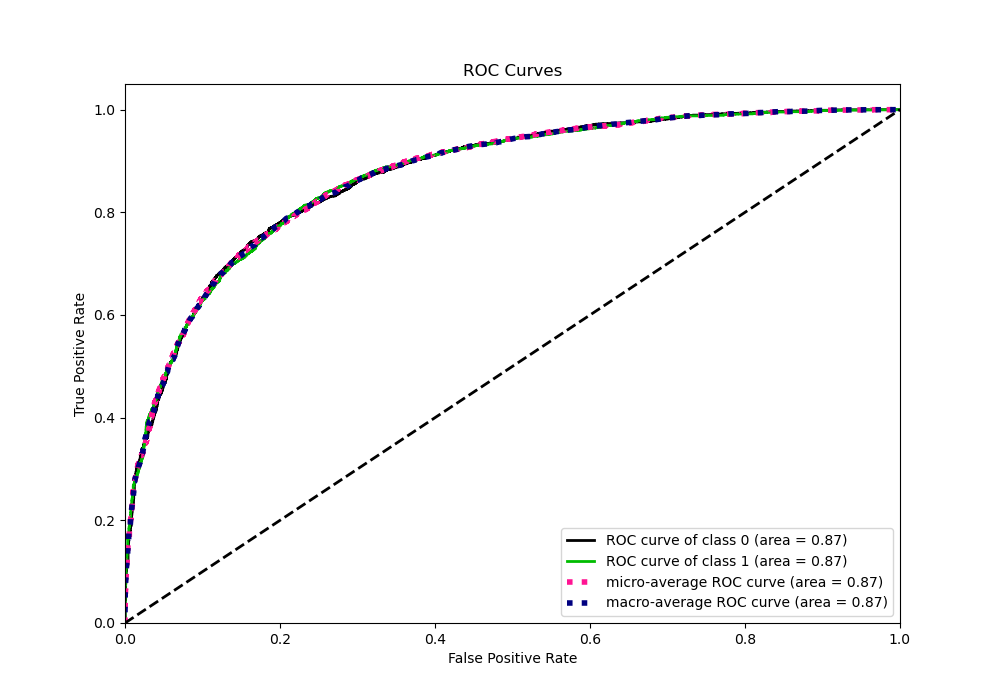 ROC Curves
True Positive Rate
1.0
0.8
0.6
0.4
0.2
0.0
0.0 0.2 0.4 0.6 0.8 1.0
False Positive Rate
ROC curve of class 0 (area = 0.87)
ROC curve of class 1 (area = 0.87)
micro-average ROC curve (area = 0.87)
macro-average ROC curve (area = 0.87)